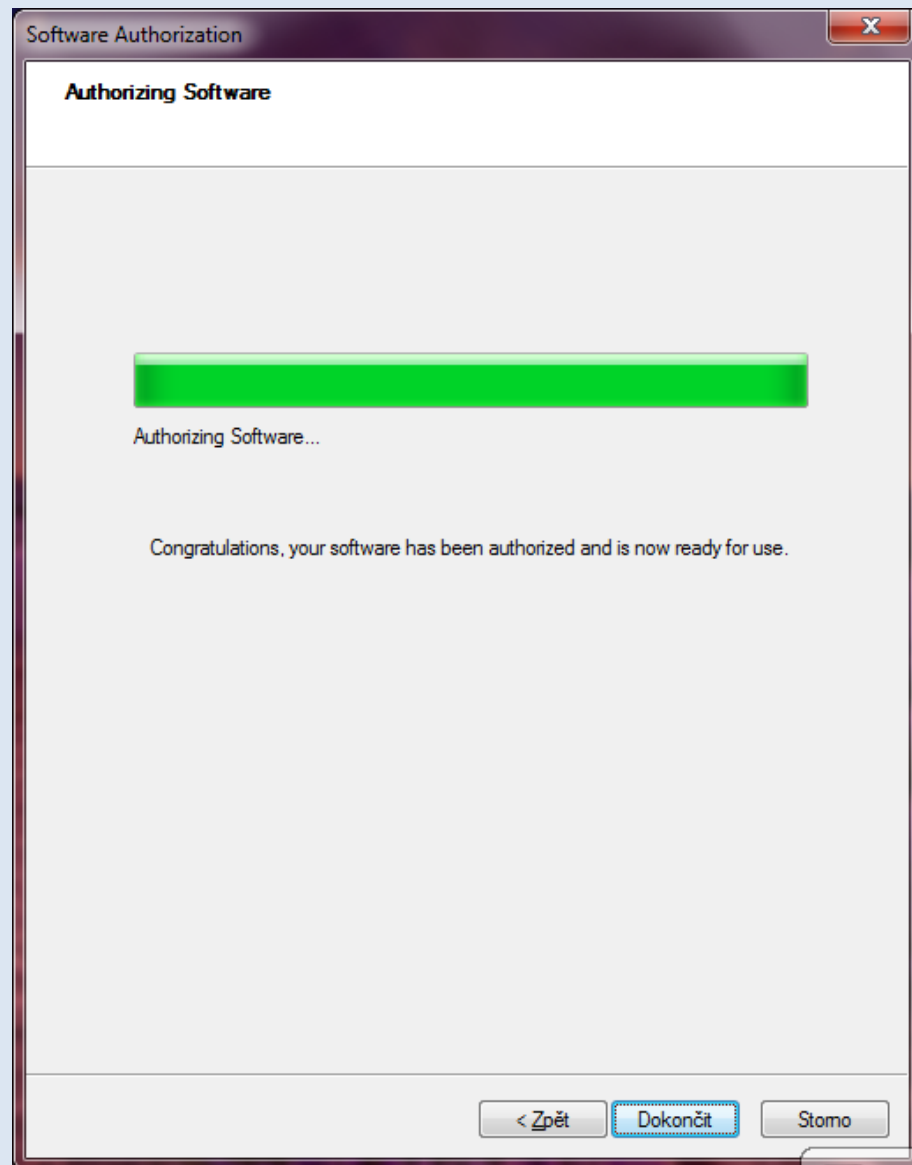 Software Authorization
Authorizing Software
Authorizing Software...
Congratulations, your software has been authorized and is now ready for use.
< Zpět Dokončit Storno